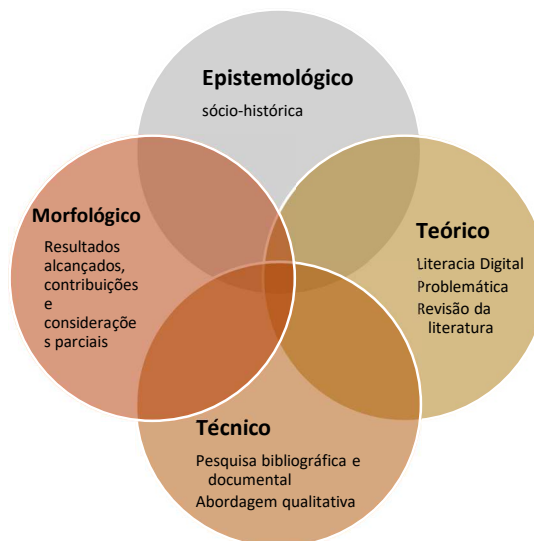 Epistemológico
sócio-histórica
Morfológico
Resultados
alcançados,
contribuições
e
consideraçõe
s parciais
Teórico
Literacia Digital
Problemática
Revisão da
literatura
Técnico
Pesquisa bibliográfica e
documental
Abordagem qualitativa